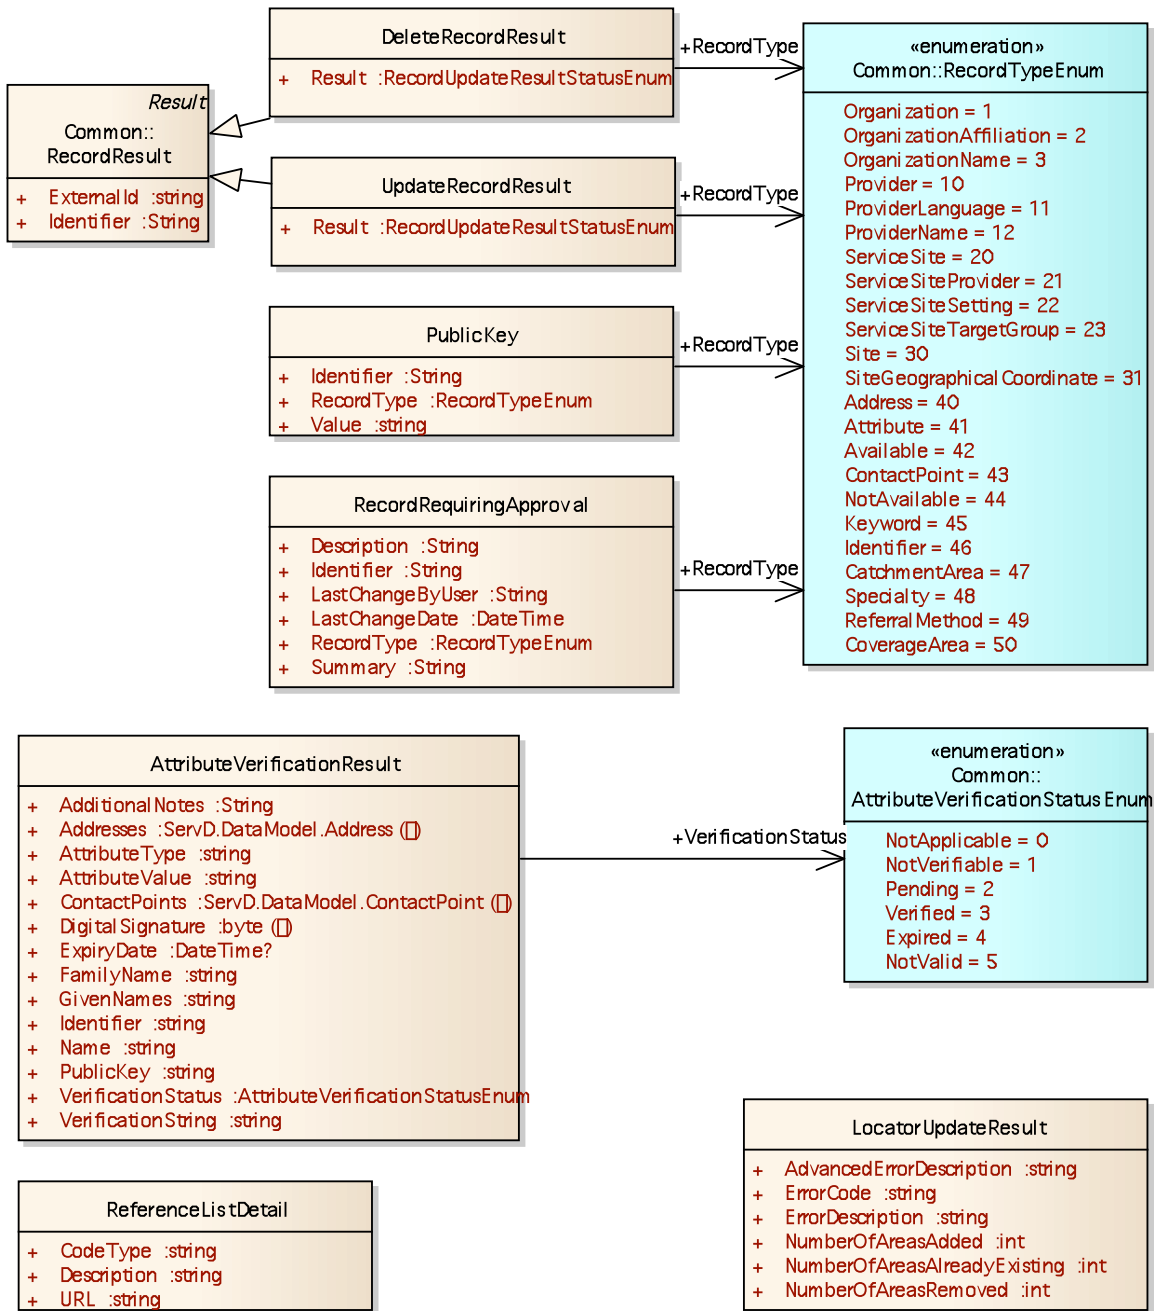 Result
Common::
RecordResult
+ ExternalId :string
+ Identifier :String
DeleteRecordResult
+ Result :RecordUpdateResultStatusEnum
+RecordType
UpdateRecordResult
+ Result :RecordUpdateResultStatusEnum
+RecordType
PublicKey
+ Identifier :String
+ RecordType :RecordTypeEnum
+ Value :string
+RecordType
RecordRequiringApproval
+ Description :String
+ Identifier :String
+ LastChangeByUser :String
+ LastChangeDate :DateTime
+ RecordType :RecordTypeEnum
+ Summary :String
+RecordType
«enumeration»
Common::RecordTypeEnum
Organization = 1
OrganizationAffiliation = 2
OrganizationName = 3
Provider = 10
ProviderLanguage = 11
ProviderName = 12
ServiceSite = 20
ServiceSiteProvider = 21
ServiceSiteSetting = 22
ServiceSiteTargetGroup = 23
Site = 30
SiteGeographicalCoordinate = 31
Address = 40
Attribute = 41
Available = 42
ContactPoint = 43
NotAvailable = 44
Keyword = 45
Identifier = 46
CatchmentArea = 47
Specialty = 48
ReferralMethod = 49
CoverageArea = 50
AttributeVerificationResult
+ AdditionalNotes :String
+ Addresses :ServD.DataModel.Address ([])
+ AttributeType :string
+ AttributeValue :string
+ ContactPoints :ServD.DataModel.ContactPoint ([])
+ DigitalSignature :byte ([])
+ ExpiryDate :DateTime?
+ FamilyName :string
+ GivenNames :string
+ Identifier :string
+ Name :string
+ PublicKey :string
+ VerificationStatus :AttributeVerificationStatusEnum
+ VerificationString :string
+VerificationStatus
«enumeration»
Common::
AttributeVerificationStatusEnum
NotApplicable = 0
NotVerifiable = 1
Pending = 2
Verified = 3
Expired = 4
NotValid = 5
LocatorUpdateResult
+ AdvancedErrorDescription :string
+ ErrorCode :string
+ ErrorDescription :string
+ NumberOfAreasAdded :int
+ NumberOfAreasAlreadyExisting :int
+ NumberOfAreasRemoved :int
ReferenceListDetail
+ CodeType :string
+ Description :string
+ URL :string